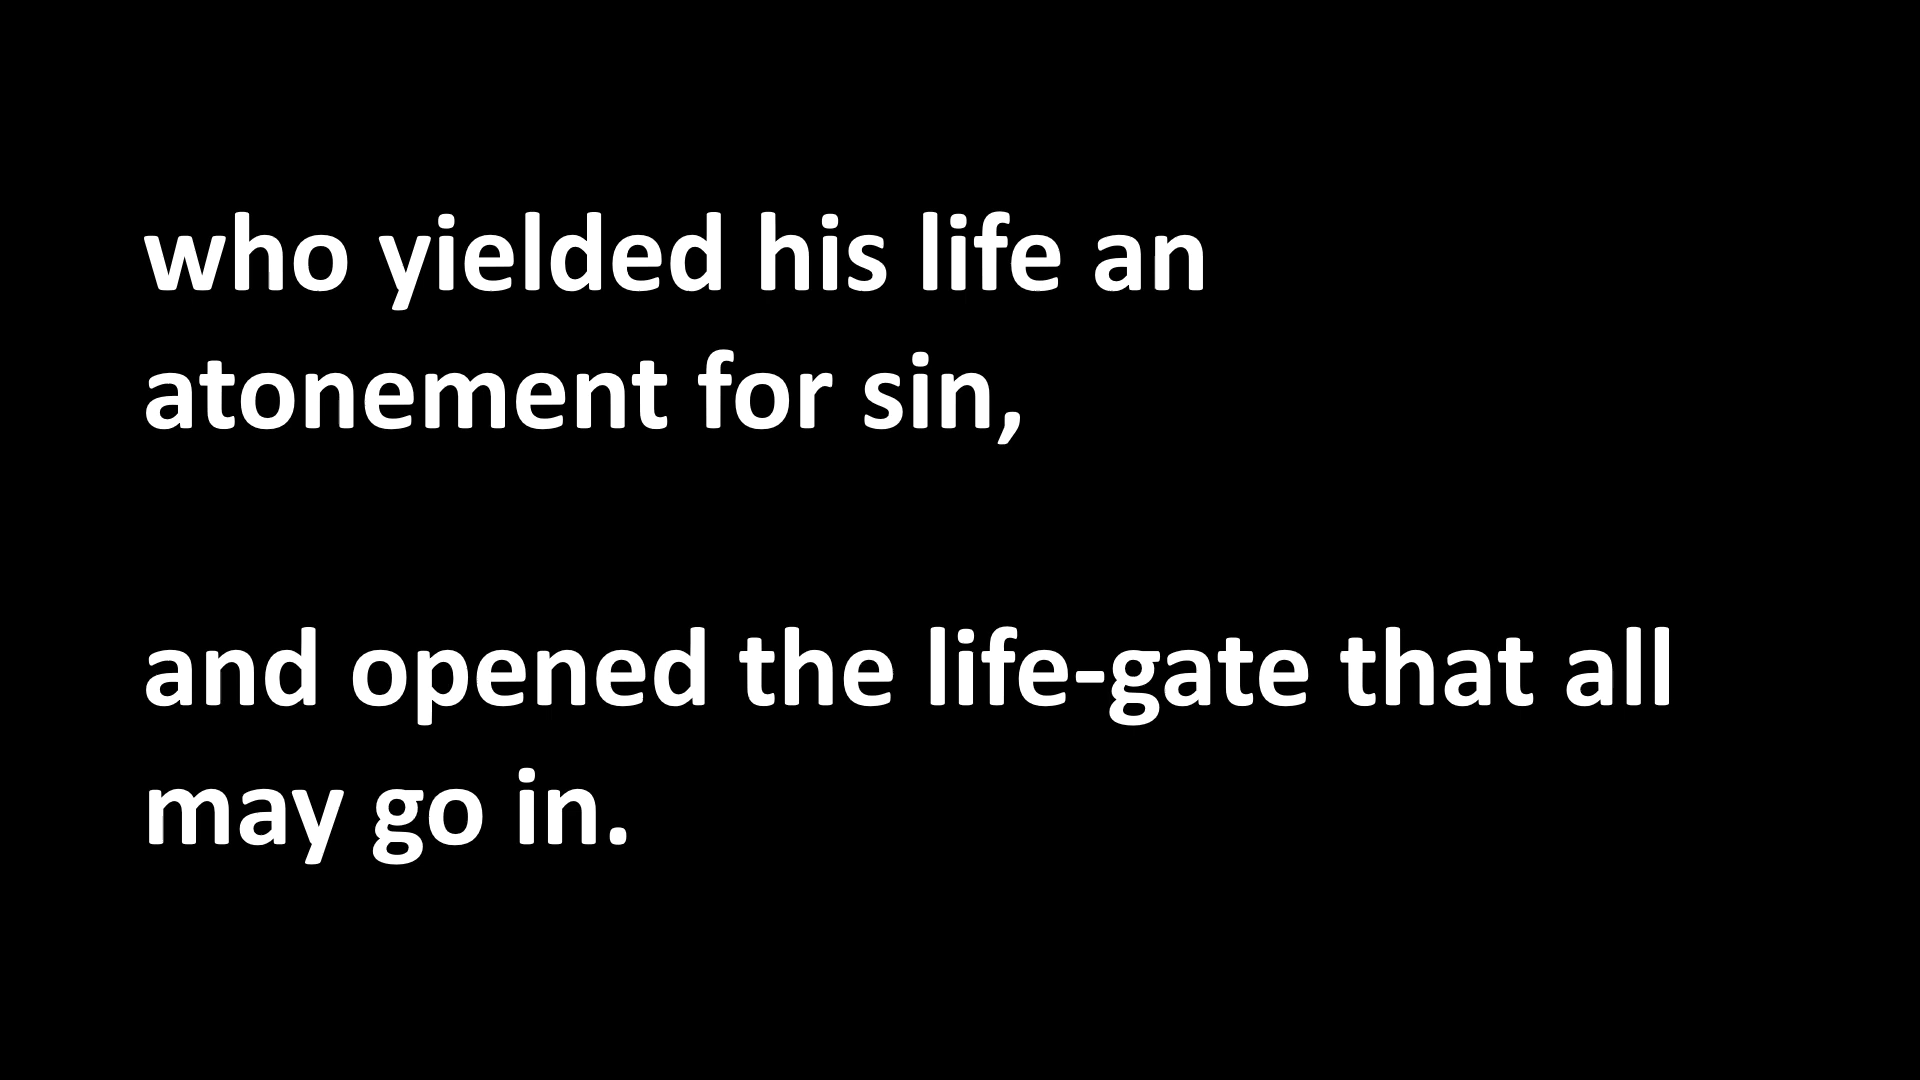 who yielded his life an
atonement for sin,
and opened the life-gate that all
may go in.